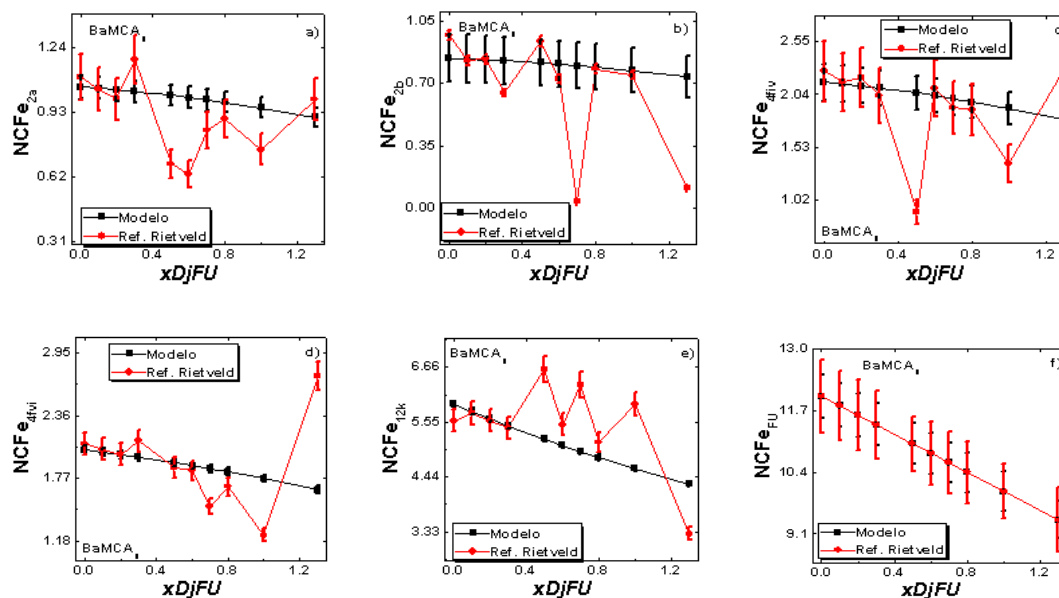 BaMCA a)
NCFe2a
1.24
0.93
0.62
0.31
Modelo
Ref. Rietveld
0.0 0.4 0.8 1.2
xDjFU
BaMCA b)
NCFe2b
1.05
0.70
0.35
0.00
Modelo
Ref. Rietveld
0.0 0.4 0.8 1.2
xDjFU
Modelo
Ref. Rietveld
NCFe4fiv
2.55
2.04
1.53
1.02
BaMCA
0.0 0.4 0.8 1.2
xDjFU
Modelo d)
Ref. Rietveld
NCFe4fvi
2.95
2.36
1.77
1.18
BaMCA
0.0 0.4 0.8 1.2
xDjFU
BaMCA e)
NCFe12k
6.66
5.55
4.44
3.33
Modelo
Ref. Rietveld
0.0 0.4 0.8 1.2
xDjFU
BaMCA f)
NCFeFU
13.0
11.7
10.4
9.1
Modelo
Ref. Rietveld
0.0 0.4 0.8 1.2
xDjFU